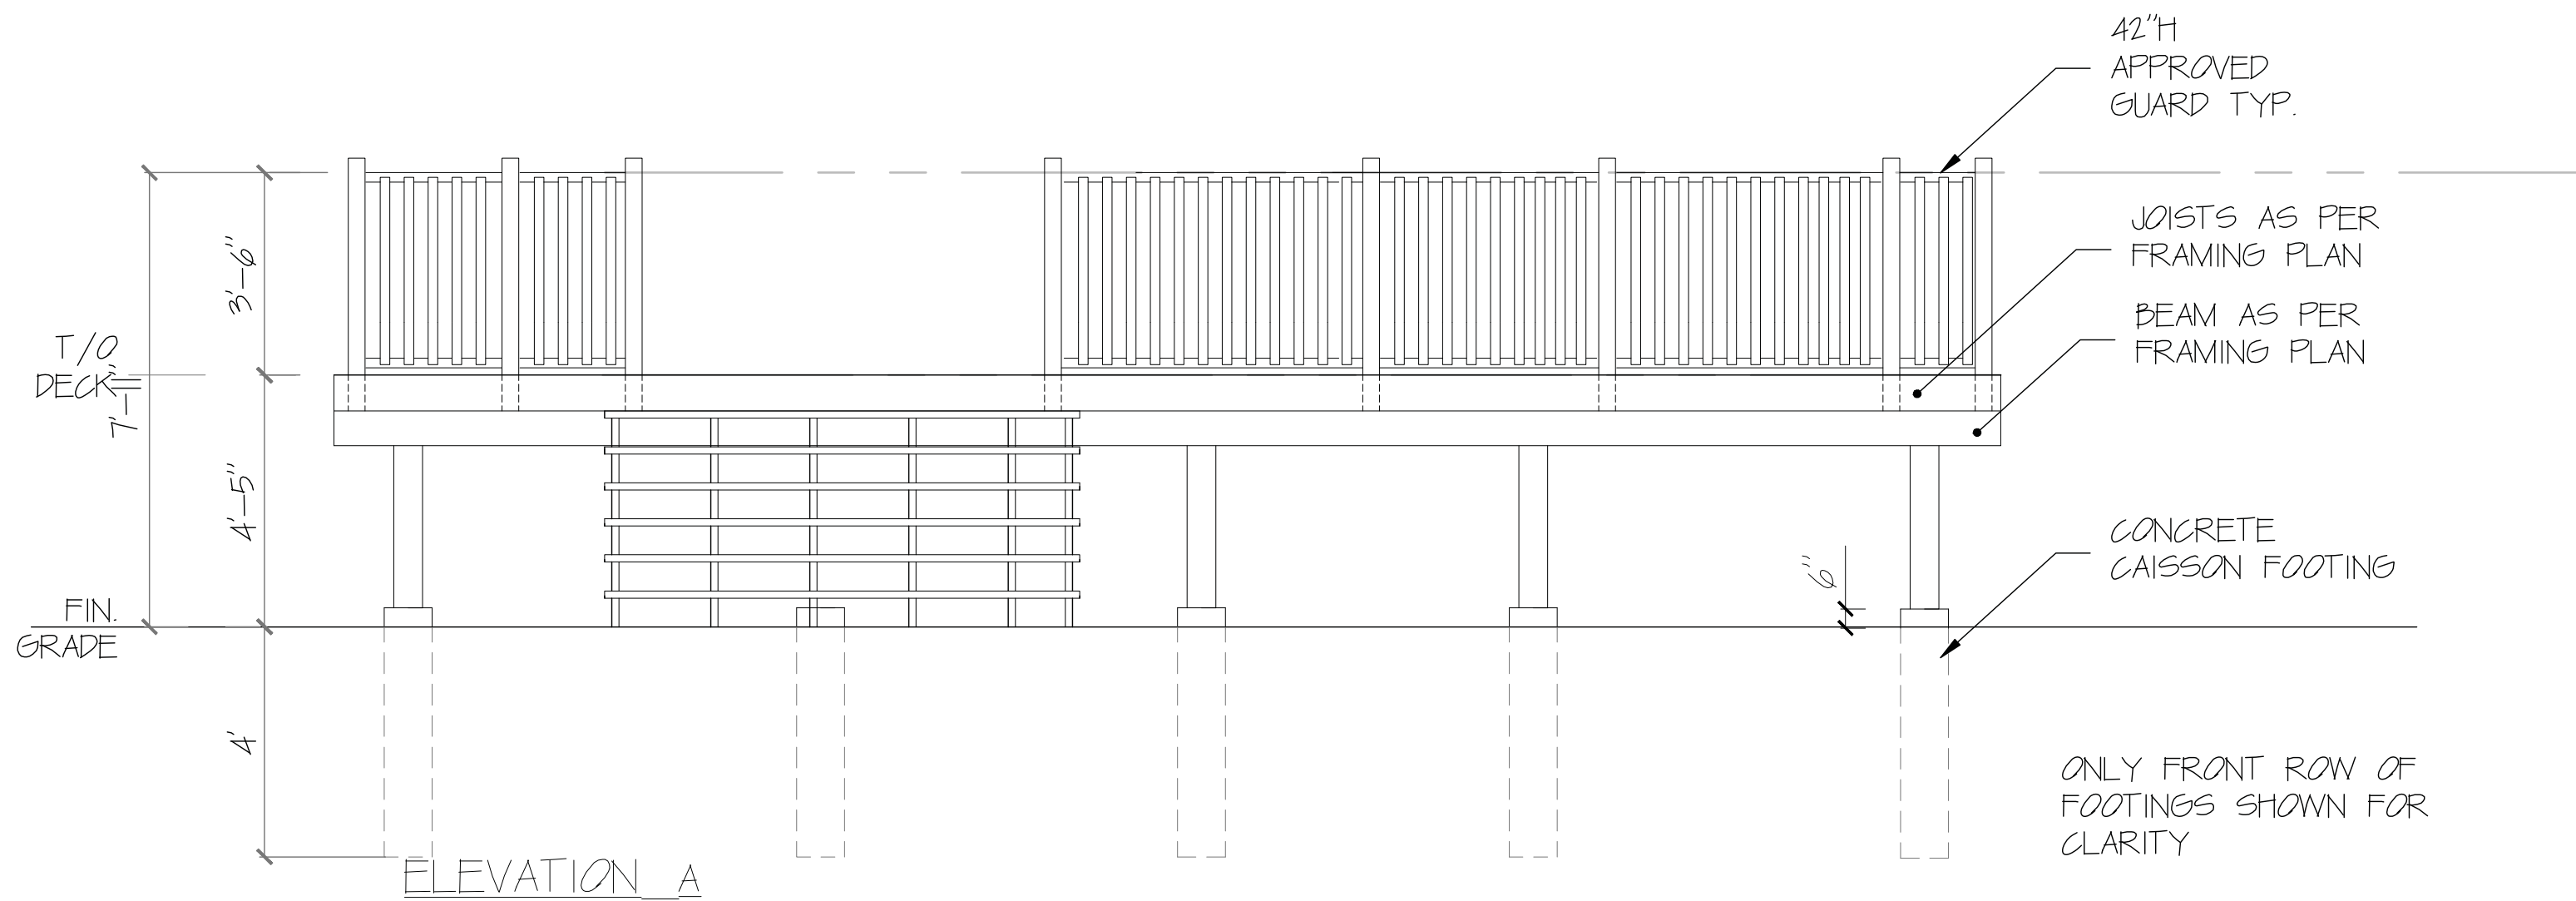 42"H
APPROVED
GUARD TYP.
JOISTS AS PER
FRAMING PLAN
BEAM AS PER
FRAMING PLAN
3'-6"
T/O
DECK
7'-11"
4'-5"
FIN.
GRADE
6"
CONCRETE
CAISSON FOOTING
4'
ONLY FRONT ROW OF
FOOTINGS SHOWN FOR
CLARITY
ELEVATION A